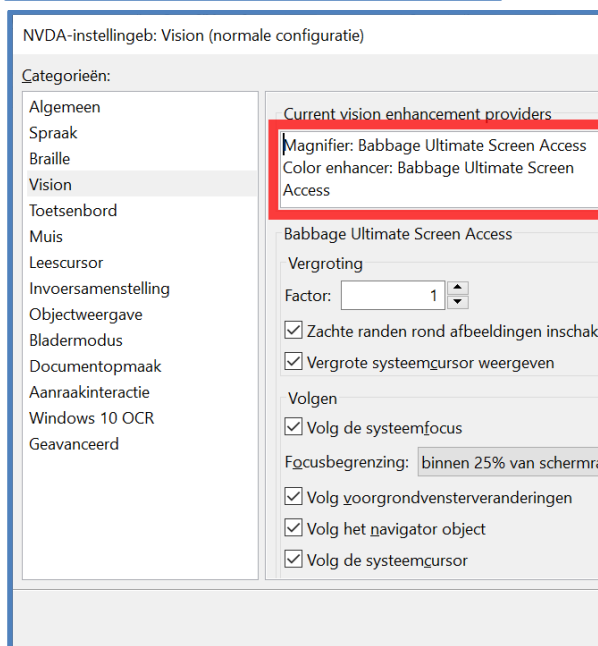 NVDA-instellingeb: Vision (normale configuratie)
Categorieën:
Algemeen
Spraak
Braille
Vision
Toetsenbord
Muis
Leescursor
Invoersamenstelling
Objectweergave
Bladermodus
Documentopmaak
Aanraakinteractie
Windows 10 OCR
Geavanceerd
Current vision enhancement providers
Magnifier: Babbage Ultimate Screen Access
Color enhancer: Babbage Ultimate Screen
Access
Babbage Ultimate Screen Access
Vergroting
Factor: 1
Zachte randen rond afbeeldingen inschak
Vergrote systeemcursor weergeven
Volgen
Volg de systeemfocus
Focusbegrenzing: binnen 25% van schermra
Volg voorgrondvensterveranderingen
Volg het navigator object
Volg de systeemcursor